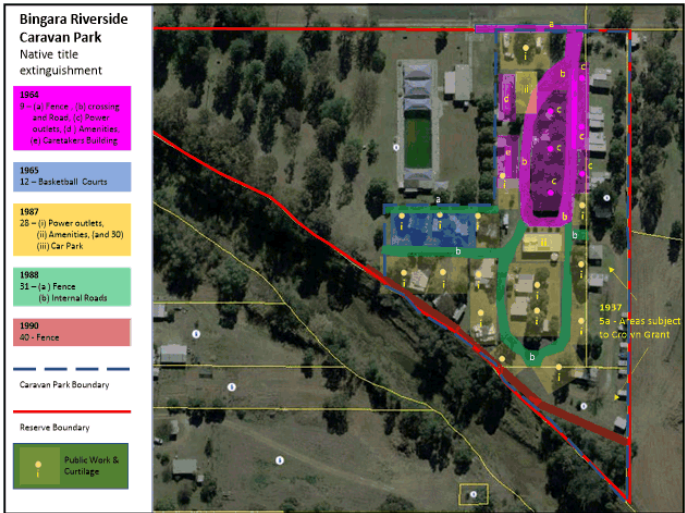 Bingara Riverside
Caravan Park
Native title
extinguishment
1964
9 – (a) Fence , (b) crossing
and Road, (c) Power
outlets, (d) Amenities,
(e) Caretakers Building
1965
12 – Basketball Courts
1987
28 – (i) Power outlets,
(ii) Amenities, (and 30)
(iii) Car Park
1988
31 – (a ) Fence
(b) Internal Roads
1990
40 - Fence
Caravan Park Boundary
Reserve Boundary
Public Work &
Curtilage
i
a
i
b
b
c
c
iii
d
c
c
b
b
e
c
c
c
i
a
i
i
i
b
b
b
ii
i
i
i
i
i
i
i
b
i
i
1937
5a - Areas subject
to Crown Grant